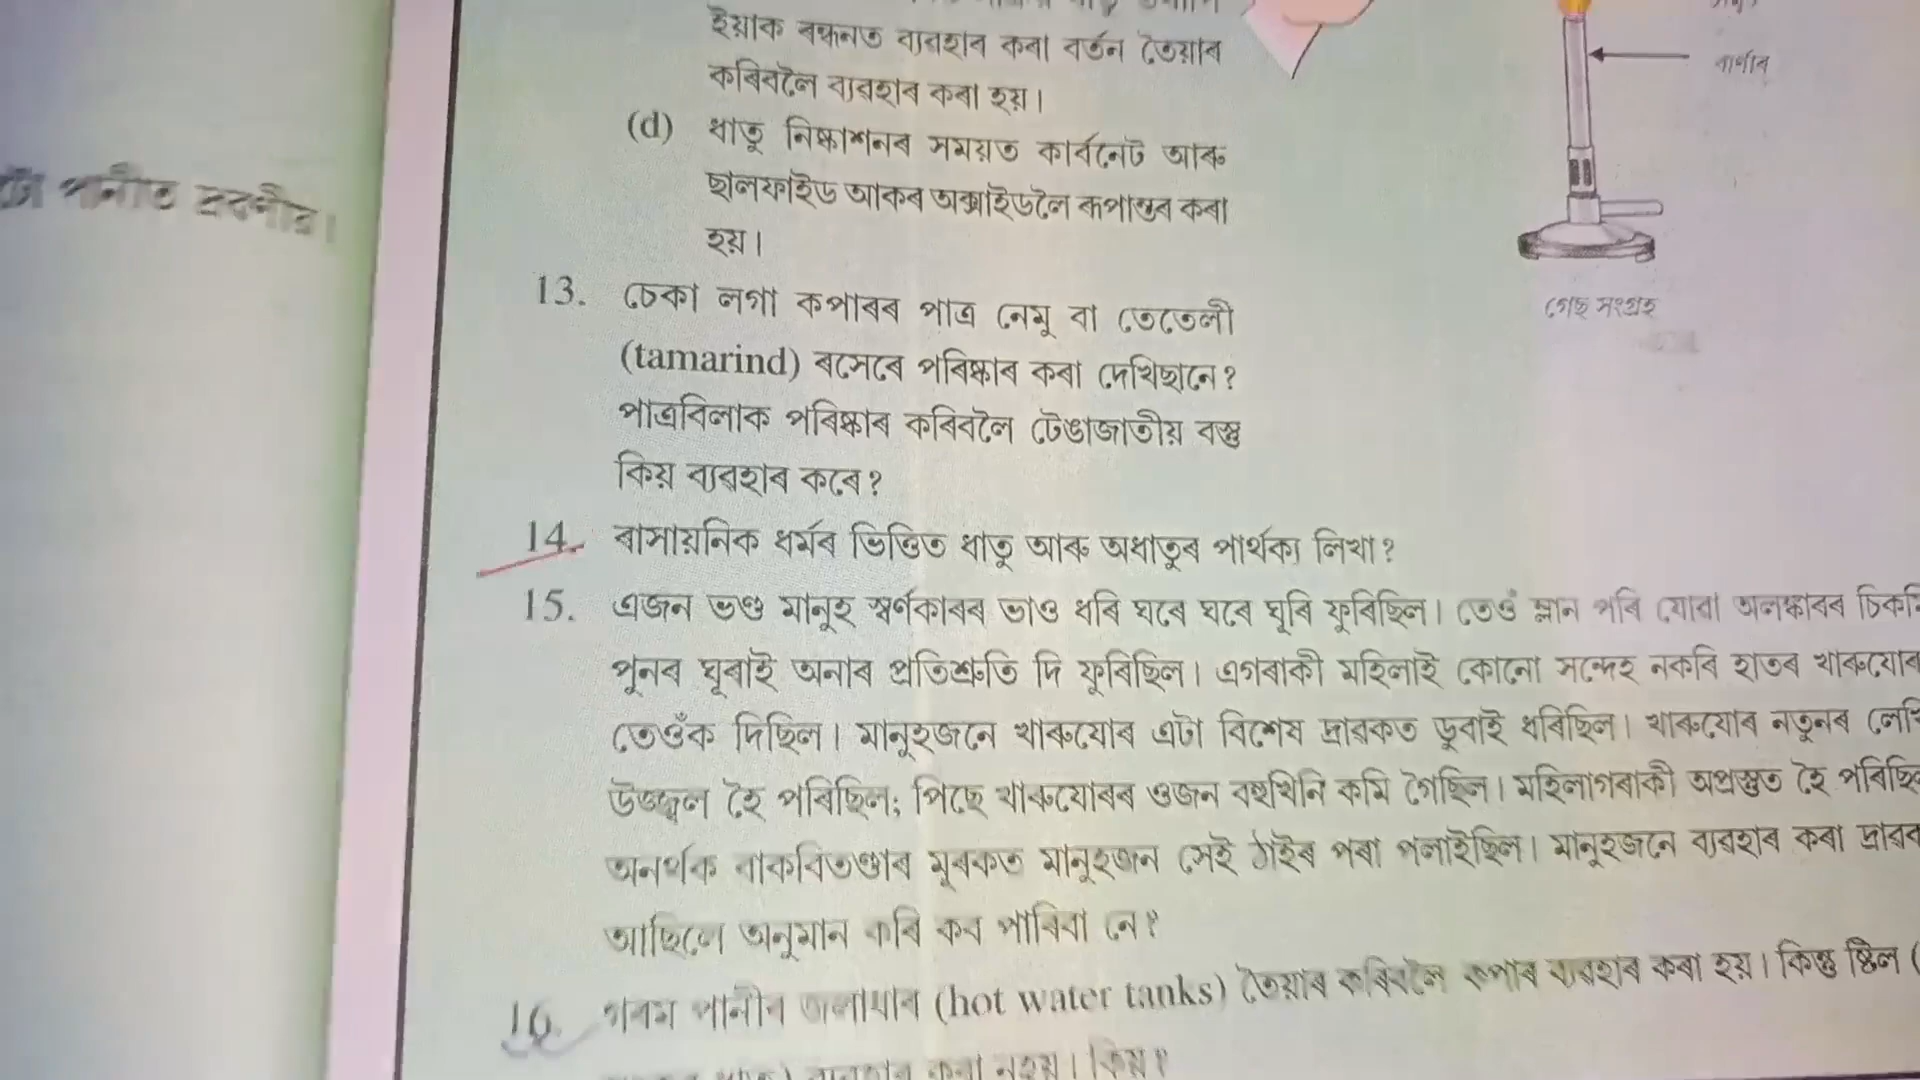 ইয়াক ৰন্ধনত ব্যৱহাৰ কৰা বৰ্তন তৈয়াৰ
কৰিবলৈ ব্যৱহাৰ কৰা হয়।
(d) ধাতু নিষ্কাশনৰ সময়ত কাৰ্বনেট আৰু
ছালফাইড আকৰ অক্সাইডলৈ ৰূপান্তৰ কৰা
হয়।
13. চেকা লগা কপাৰৰ পাত্ৰ নেমু বা তেতেলী
(tamarind) ৰসেৰে পৰিষ্কাৰ কৰা দেখিছানে?
পাত্ৰবিলাক পৰিষ্কাৰ কৰিবলৈ টেঙাজাতীয় বস্তু
কিয় ব্যৱহাৰ কৰে?
14. ৰাসায়নিক ধৰ্মৰ ভিত্তিত ধাতু আৰু অধাতুৰ পাৰ্থক্য লিখা?
15. এজন ভণ্ড মানুহ স্বৰ্ণকাৰৰ ভাও ধৰি ঘৰে ঘৰে ঘূৰি ফুৰিছিল। তেওঁ ম্লান পৰি যোৱা অলঙ্কাৰৰ
পুনৰ ঘূৰাই অনাৰ প্ৰতিশ্ৰুতি দি ফুৰিছিল। এগৰাকী মহিলাই কোনো সন্দেহ নকৰি হাতৰ খাৰুযোৰ
তেওঁক দিছিল। মানুহজনে খাৰুযোৰ এটা বিশেষ দ্ৰাৱকত ডুবাই ধৰিছিল। খাৰুযোৰ নতুনৰ
উজ্জ্বল হৈ পৰিছিল; পিছে খাৰুযোৰৰ ওজন বহুখিনি কমি গৈছিল। মহিলাগৰাকী অপ্ৰস্তুত হৈ
অনৰ্থক বাকবিতণ্ডাৰ মূৰকত মানুহজন সেই ঠাইৰ পৰা পলাইছিল। মানুহজনে ব্যৱহাৰ কৰা
আছিলে অনুমান কৰি কব পাৰিবা নে?
16. গৰম পানীৰ জলাধাৰ (hot water tanks) তৈয়াৰ কৰিবলৈ কপাৰ ব্যৱহাৰ কৰা হয়। কিন্তু ষ্টিল (
ব্যৱহাৰ কৰা নহয়। কিয়?
বাৰ্ণাৰ
গেছ সংগ্ৰহ